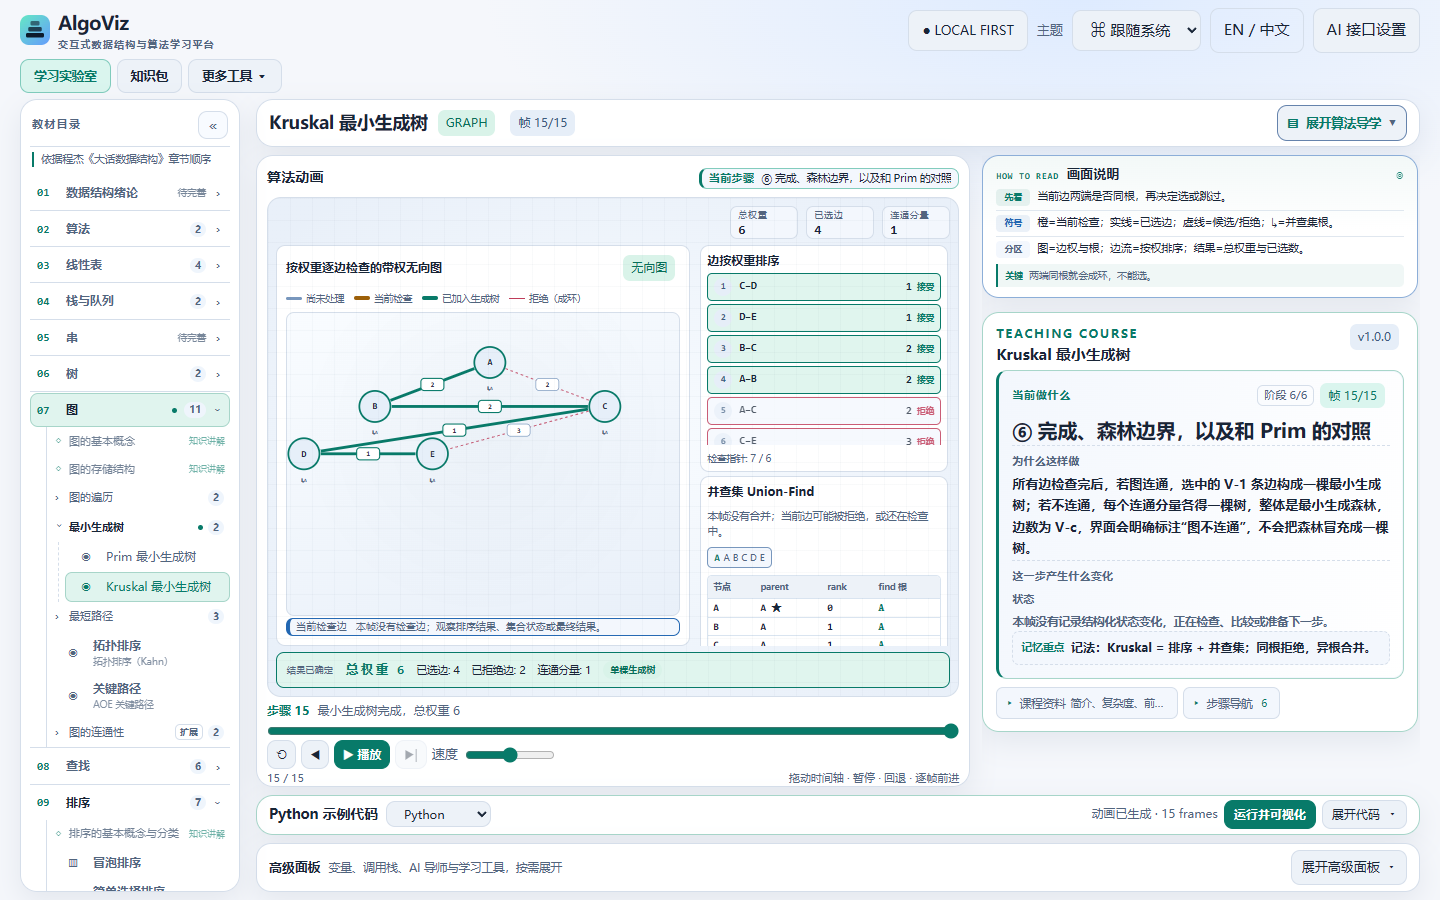 AlgoViz
交互式数据结构与算法学习平台
● LOCAL FIRST
主题
⌘ 跟随系统
EN / 中文
AI 接口设置
学习实验室
知识包
更多工具
教材目录
«
依据程杰《大话数据结构》章节顺序
01 数据结构绪论 待完善 ›
02 算法 2 ›
03 线性表 4 ›
04 栈与队列 2 ›
05 串 待完善 ›
06 树 2 ›
07 图 11
图的基本概念 知识讲解
图的存储结构 知识讲解
› 图的遍历 2
最小生成树 2
Prim 最小生成树
Kruskal 最小生成树
› 最短路径 3
拓扑排序
拓扑排序（Kahn）
关键路径
AOE 关键路径
› 图的连通性 扩展 2
08 查找 6 ›
09 排序 7
排序的基本概念与分类 知识讲解
冒泡排序
简单选择排序
Kruskal 最小生成树
GRAPH
帧 15/15
展开算法导学
算法动画
当前步骤 ⑥ 完成、森林边界，以及和 Prim 的对照
总权重
6
已选边
4
连通分量
1
按权重逐边检查的带权无向图
无向图
尚未处理
当前检查
已加入生成树
拒绝（成环）
A
B
C
D
E
2
2
2
1
3
1
当前检查边 本帧没有检查边；观察排序结果、集合状态或最终结果。
边按权重排序
1 C–D 1 接受
2 D–E 1 接受
3 B–C 2 接受
4 A–B 2 接受
5 A–C 2 拒绝
6 C–E 3 拒绝
检查指针: 7 / 6
并查集 Union-Find
本帧没有合并；当前边可能被拒绝，或还在检查中。
A A B C D E
节点 parent rank find 根
A A ★ 0 A
B A 1 A
C A 1 A
结果已确定 总权重 6 已选边: 4 已拒绝边: 2 连通分量: 1 单棵生成树
步骤 15 最小生成树完成，总权重 6
▶ 播放
速度
15 / 15
拖动时间轴 · 暂停 · 回退 · 逐帧前进
HOW TO READ 画面说明
先看 当前边两端是否同根，再决定选或跳过。
符号 橙=当前检查；实线=已选边；虚线=候选/拒绝；↳=并查集根。
分区 图=边权与根；边流=按权排序；结果=总权重与已选数。
关键 两端同根就会成环，不能选。
TEACHING COURSE
Kruskal 最小生成树
v1.0.0
当前做什么
阶段 6/6
帧 15/15
⑥ 完成、森林边界，以及和 Prim 的对照
为什么这样做
所有边检查完后，若图连通，选中的 V-1 条边构成一棵最小生成树；若不连通，每个连通分量各得一棵树，整体是最小生成森林，边数为 V-c，界面会明确标注“图不连通”，不会把森林冒充成一棵树。
这一步产生什么变化
状态
本帧没有记录结构化状态变化，正在检查、比较或准备下一步。
记忆重点 记法：Kruskal = 排序 + 并查集；同根拒绝，异根合并。
课程资料 简介、复杂度、前...
步骤导航 6
Python 示例代码
Python
动画已生成 · 15 frames
运行并可视化
展开代码
高级面板 变量、调用栈、AI 导师与学习工具，按需展开
展开高级面板